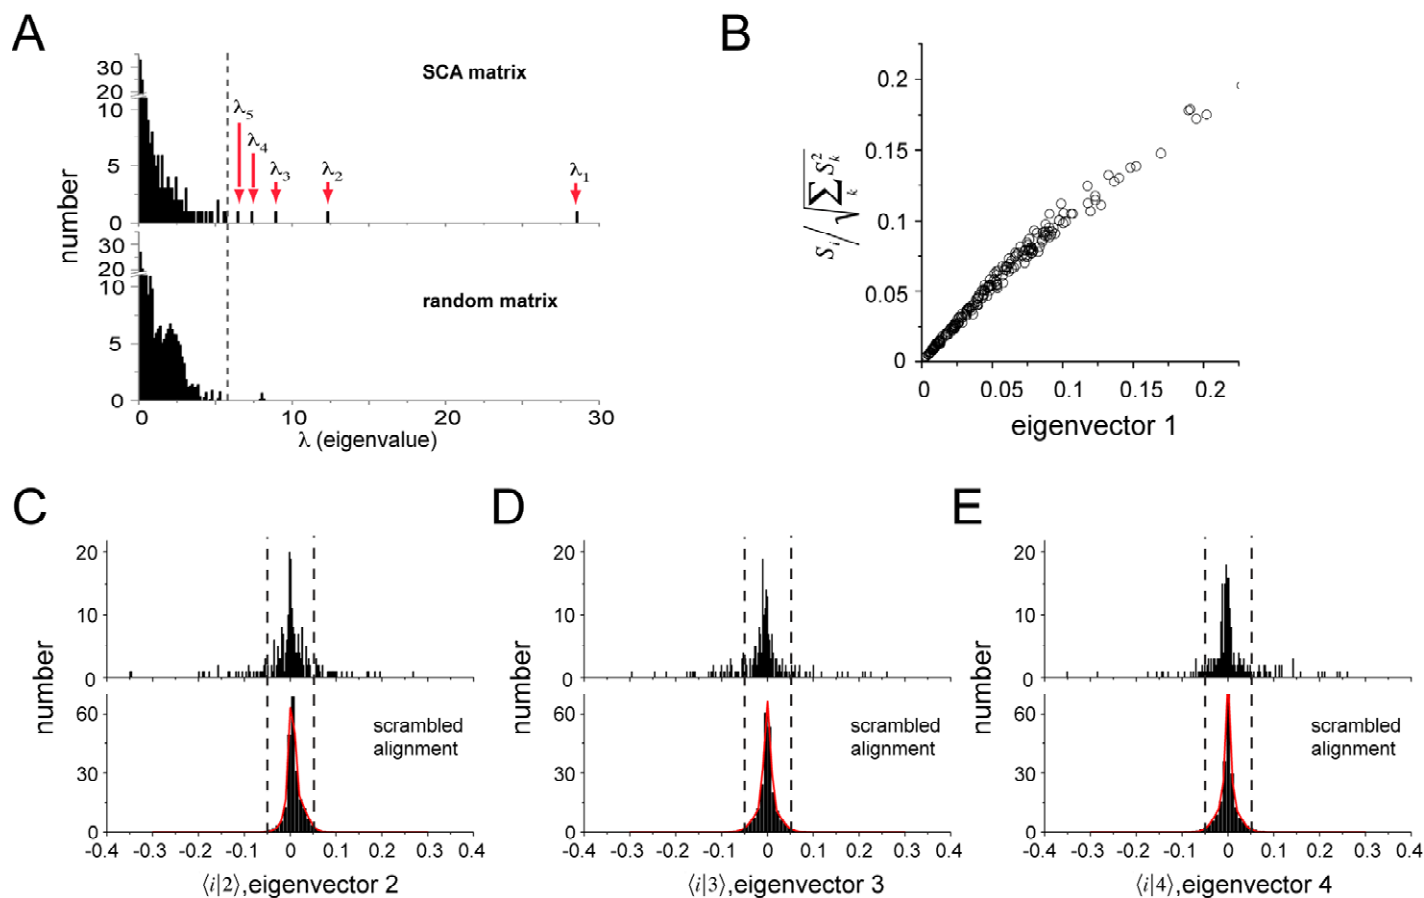 A
SCA matrix
30
20
10
5
0
λ5
λ4
λ3
λ2
λ1
number
random matrix
30
20
10
5
0
0
10
20
30
λ (eigenvalue)
B
0.2
0.15
0.1
0.05
0
Si/√∑k Sk²
0
0.05
0.1
0.15
0.2
eigenvector 1
C
20
10
0
number
scrambled
alignment
60
30
0
-0.4 -0.3 -0.2 -0.1 0 0.1 0.2 0.3 0.4
⟨i|2⟩,eigenvector 2
D
20
10
0
number
scrambled
alignment
60
30
0
-0.4 -0.3 -0.2 -0.1 0 0.1 0.2 0.3 0.4
⟨i|3⟩,eigenvector 3
E
20
10
0
number
scrambled
alignment
60
30
0
-0.4 -0.3 -0.2 -0.1 0 0.1 0.2 0.3 0.4
⟨i|4⟩,eigenvector 4